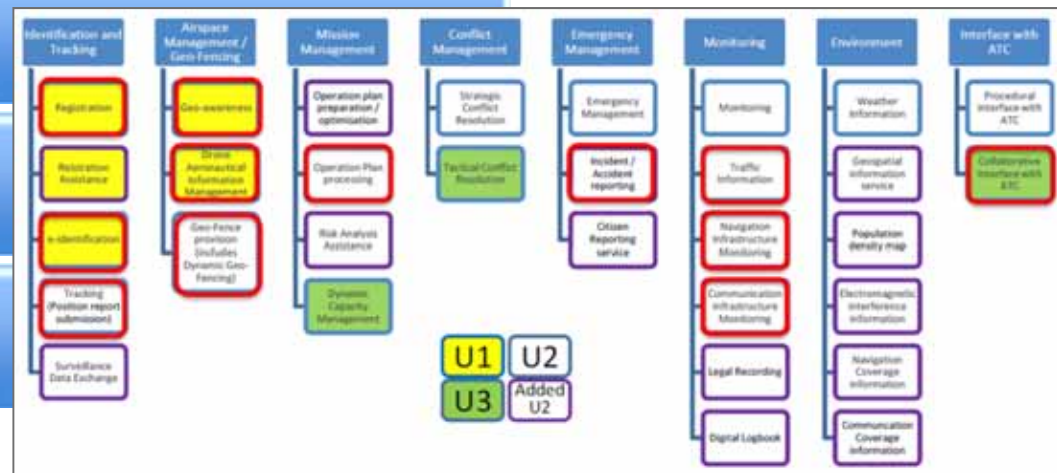 Identification and
Tracking
Registration
Registration
Assistance
e-identification
Tracking
(Position report
submission)
Surveillance
Data Exchange
Airspace
Management /
Geo-Fencing
Geo-awareness
Drone
Aeronautical
Information
Management
Geo-Fence
provision
(includes
Dynamic Geo-
Fencing)
Mission
Management
Operation plan
preparation /
optimisation
Operation Plan
processing
Risk Analysis
Assistance
Dynamic
Capacity
Management
Conflict
Management
Strategic
Conflict
Resolution
Tactical Conflict
Resolution
Emergency
Management
Emergency
Management
Incident /
Accident
reporting
Citizen
Reporting
service
Monitoring
Monitoring
Traffic
Information
Navigation
Infrastructure
Monitoring
Communication
Infrastructure
Monitoring
Legal Recording
Digital Logbook
Environment
Weather
Information
Geospatial
information
service
Population
density map
Electromagnetic
interference
information
Navigation
Coverage
information
Communication
Coverage
information
Interface with
ATC
Procedural
interface with
ATC
Collaborative
interface with
ATC
U1
U2
U3
Added
U2